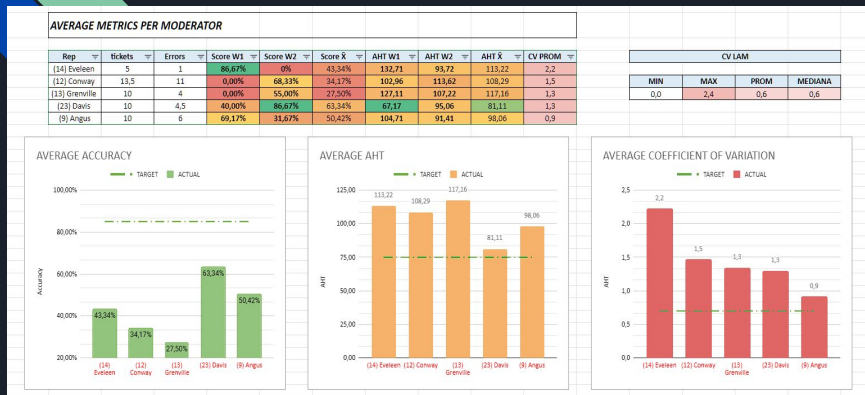 AVERAGE METRICS PER MODERATOR
Rep tickets Errors Score W1 Score W2 Score X̄ AHT W1 AHT W2 AHT X̄ CV PROM
(14) Eveleen 5 1 86,67% 0% 43,34% 132,71 93,72 113,22 2,2
(12) Conway 13,5 11 0,00% 68,33% 34,17% 102,96 113,62 108,29 1,5
(13) Grenville 10 4 0,00% 55,00% 27,50% 127,11 107,22 117,16 1,3
(23) Davis 10 4,5 40,00% 86,67% 63,34% 67,17 95,06 81,11 1,3
(9) Angus 10 6 69,17% 31,67% 50,42% 104,71 91,41 98,06 0,9
CV LAM
MIN MAX PROM MEDIANA
0,0 2,4 0,6 0,6
AVERAGE ACCURACY
TARGET ACTUAL
100,00%
80,00%
60,00%
40,00%
20,00%
Accuracy
43,34%
34,17%
27,50%
63,34%
50,42%
(14) Eveleen
(12) Conway
(13) Grenville
(23) Davis
(9) Angus
AVERAGE AHT
TARGET ACTUAL
125,00
100,00
75,00
50,00
25,00
0,00
AHT
113,22
108,29
117,16
81,11
98,06
(14) Eveleen
(12) Conway
(13) Grenville
(23) Davis
(9) Angus
AVERAGE COEFFICIENT OF VARIATION
TARGET ACTUAL
2,5
2,0
1,5
1,0
0,5
0,0
AHT
2,2
1,5
1,3
1,3
0,9
(14) Eveleen
(12) Conway
(13) Grenville
(23) Davis
(9) Angus